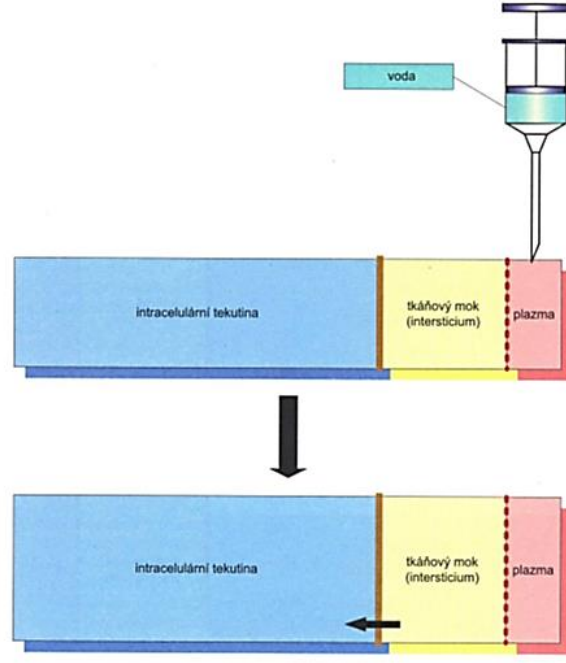 voda
intracelulární tekutina
tkáňový mok
(intersticium)
plazma
intracelulární tekutina
tkáňový mok
(intersticium)
plazma